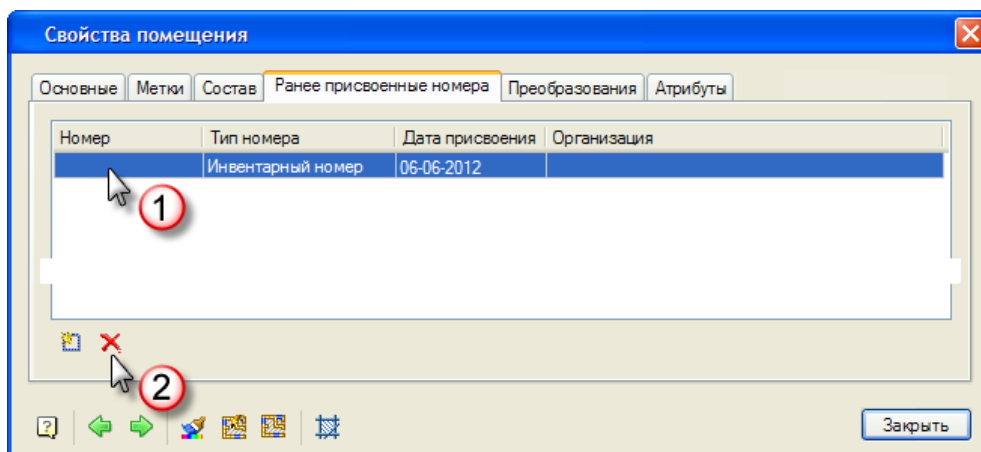 Свойства помещения
Основные Метки Состав Ранее присвоенные номера Преобразования Атрибуты
Номер Тип номера Дата присвоения Организация
Инвентарный номер 06-06-2012
1
2
Закрыть